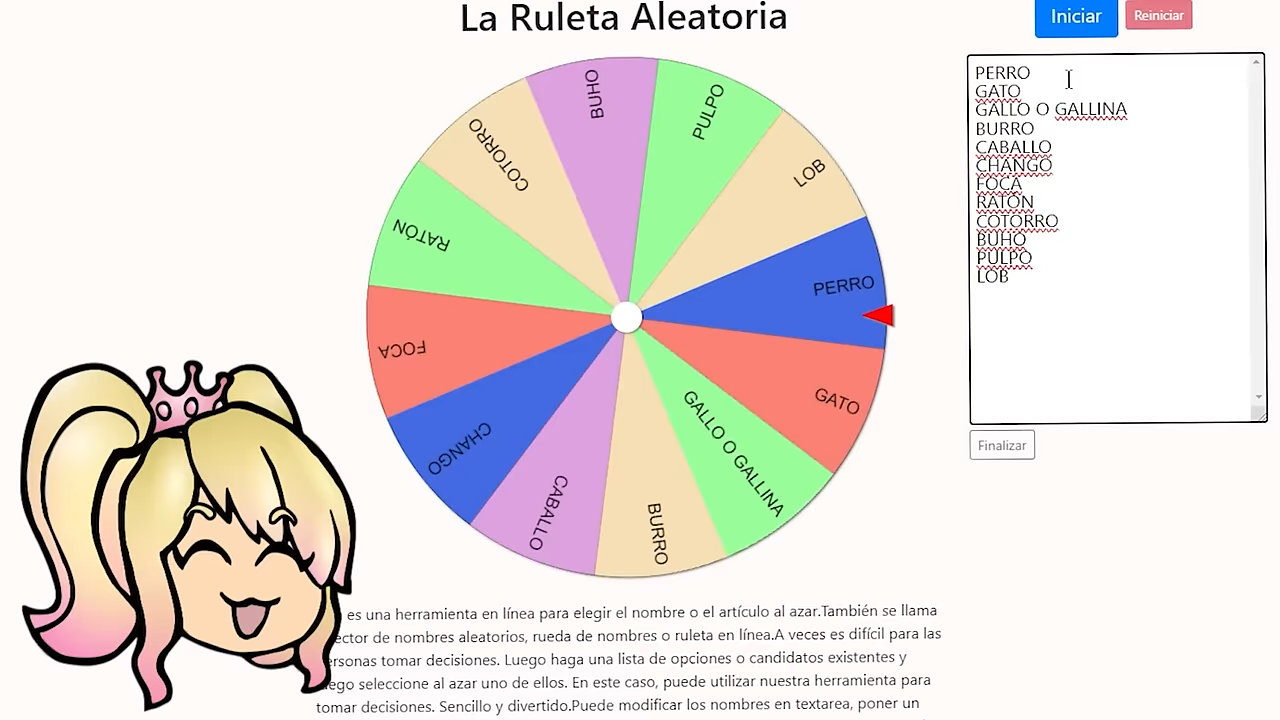 La Ruleta Aleatoria
Iniciar
Reiniciar
BUHO
PULPO
LOB
PERRO
GATO
GALLO O GALLINA
BURRO
CABALLO
CHANGO
FOCA
RATÓN
COTORRO
PERRO
GATO
GALLO O GALLINA
BURRO
CABALLO
CHANGO
FOCA
RATÓN
COTORRO
BUHO
PULPO
LOB
Finalizar
es una herramienta en línea para elegir el nombre o el artículo al azar.También se llama
de nombres aleatorios, rueda de nombres o ruleta en línea.A veces es difícil para las
tomar decisiones. Luego haga una lista de opciones o candidatos existentes y
seleccione al azar uno de ellos. En este caso, puede utilizar nuestra herramienta para
tomar decisiones. Sencillo y divertido.Puede modificar los nombres en textarea, poner un